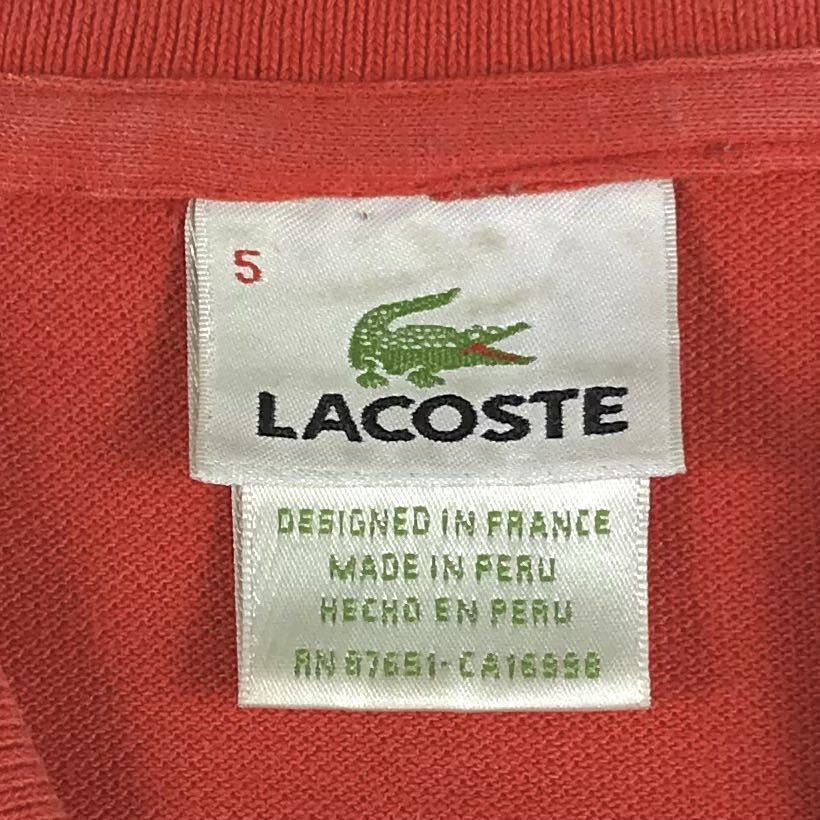 5
LACOSTE
DESIGNED IN FRANCE
MADE IN PERU
HECHO EN PERU
RN 87651-CA16998